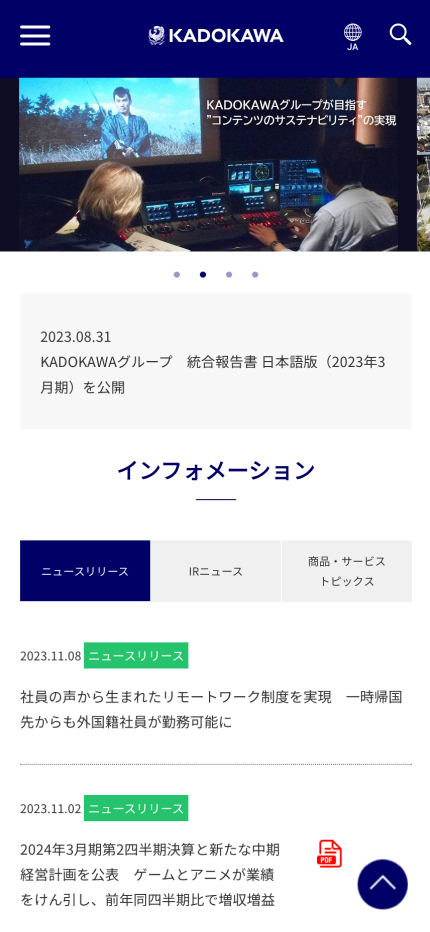 KADOKAWA
JA
KADOKAWAグループが目指す
”コンテンツのサステナビリティ”の実現
2023.08.31
KADOKAWAグループ　統合報告書 日本語版（2023年3
月期）を公開
インフォメーション
ニュースリリース
IRニュース
商品・サービス
トピックス
2023.11.08 ニュースリリース
社員の声から生まれたリモートワーク制度を実現　一時帰国
先からも外国籍社員が勤務可能に
2023.11.02 ニュースリリース
2024年3月期第2四半期決算と新たな中期
経営計画を公表　ゲームとアニメが業績
をけん引し、前年同四半期比で増収増益
PDF